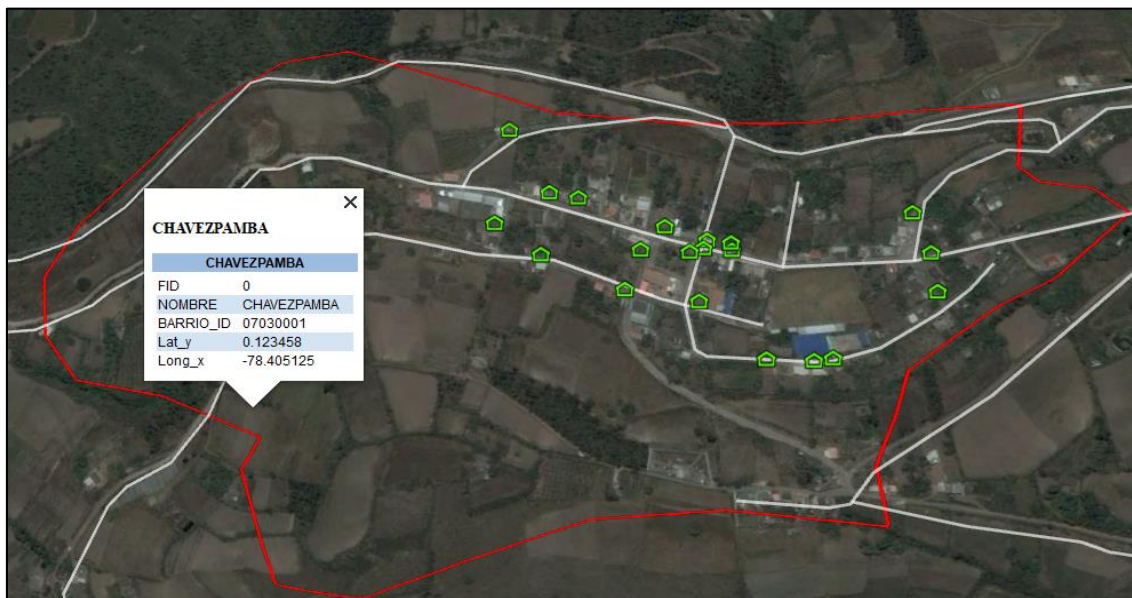 CHAVEZPAMBA
CHAVEZPAMBA
FID 0
NOMBRE CHAVEZPAMBA
BARRIO_ID 07030001
Lat_y 0.123458
Long_x -78.405125